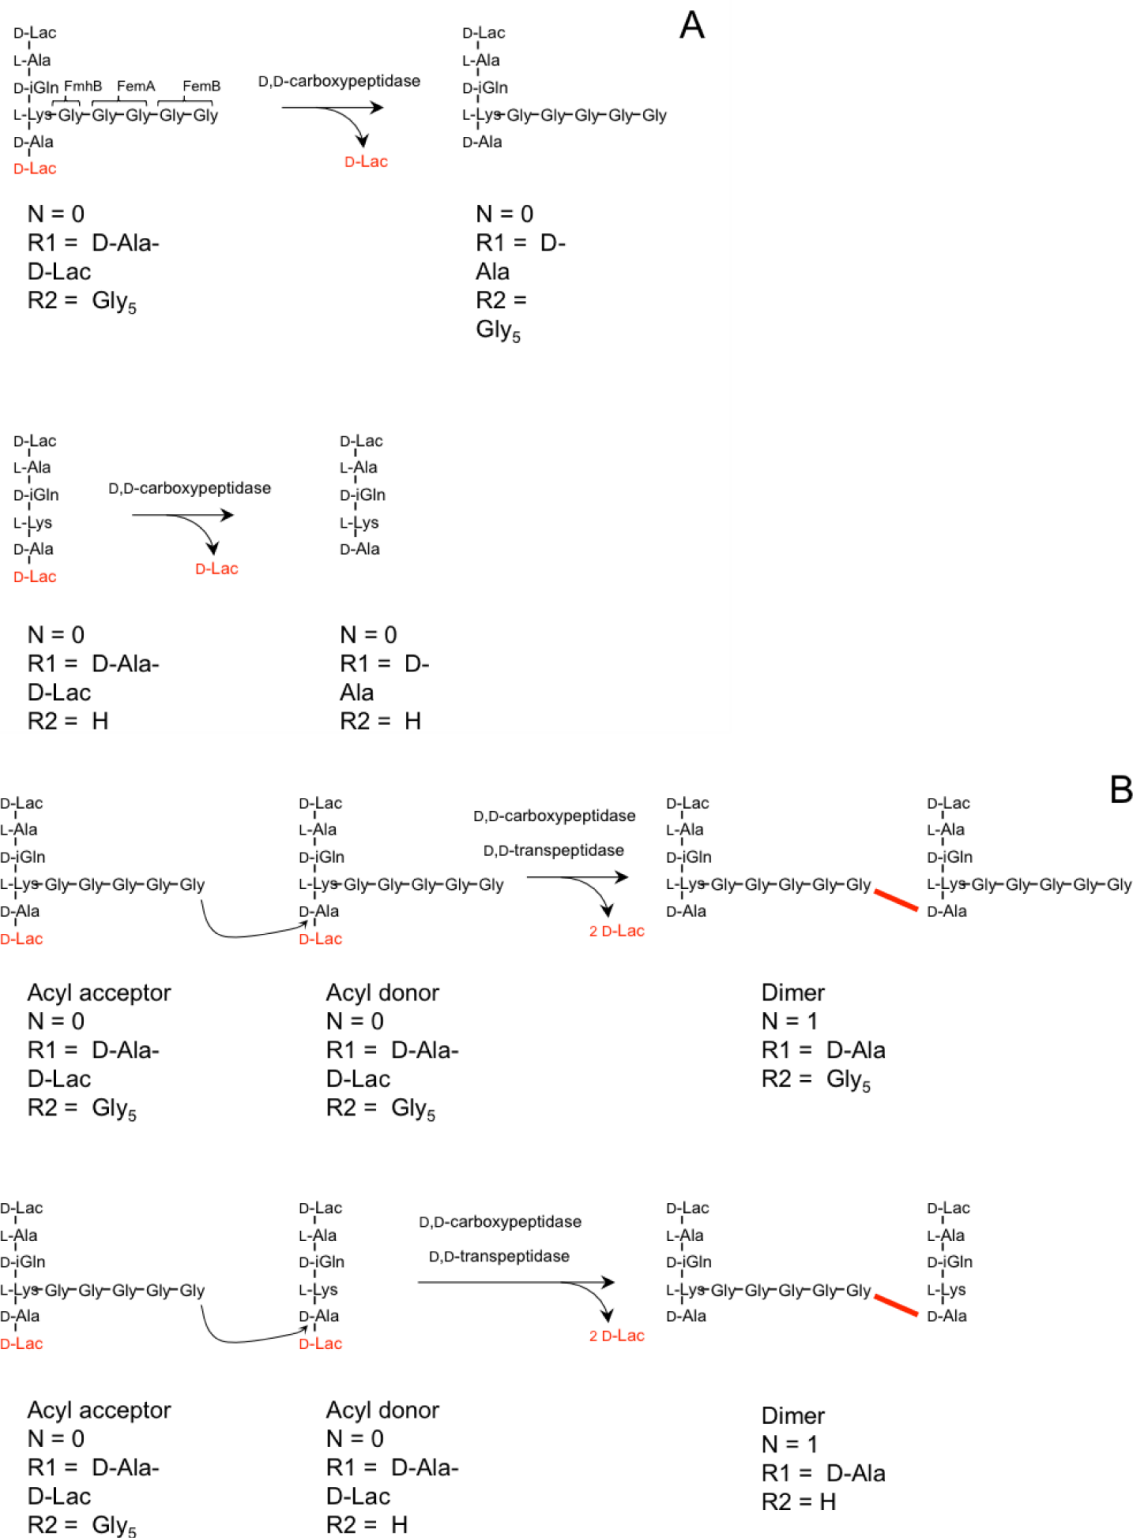 A
D-Lac D-Lac
L-Ala L-Ala
D-iGln FmhB FemA FemB D,D-carboxypeptidase D-iGln
L-Lys-Gly-Gly-Gly-Gly-Gly L-Lys-Gly-Gly-Gly-Gly-Gly
D-Ala D-Ala
D-Lac D-Lac
N = 0 N = 0
R1 = D-Ala- R1 = D-
D-Lac Ala
R2 = Gly5 R2 =
Gly5
D-Lac D-Lac
L-Ala L-Ala
D-iGln D,D-carboxypeptidase D-iGln
L-Lys L-Lys
D-Ala D-Ala
D-Lac D-Lac
N = 0 N = 0
R1 = D-Ala- R1 = D-
D-Lac Ala
R2 = H R2 = H
B
D-Lac D-Lac D-Lac D-Lac
D,D-carboxypeptidase
L-Ala L-Ala L-Ala L-Ala
D-iGln D-iGln D,D-transpeptidase D-iGln D-iGln
L-Lys-Gly-Gly-Gly-Gly-Gly L-Lys-Gly-Gly-Gly-Gly-Gly L-Lys-Gly-Gly-Gly-Gly-Gly L-Lys-Gly-Gly-Gly-Gly-Gly
D-Ala D-Ala D-Ala D-Ala
D-Lac D-Lac 2 D-Lac
Acyl acceptor Acyl donor Dimer
N = 0 N = 0 N = 1
R1 = D-Ala- R1 = D-Ala- R1 = D-Ala
D-Lac D-Lac R2 = Gly5
R2 = Gly5 R2 = Gly5
D-Lac D-Lac D-Lac D-Lac
D,D-carboxypeptidase
L-Ala L-Ala L-Ala L-Ala
D-iGln D-iGln D,D-transpeptidase D-iGln D-iGln
L-Lys-Gly-Gly-Gly-Gly-Gly L-Lys L-Lys-Gly-Gly-Gly-Gly-Gly L-Lys
D-Ala D-Ala D-Ala D-Ala
D-Lac D-Lac 2 D-Lac
Acyl acceptor Acyl donor Dimer
N = 0 N = 0 N = 1
R1 = D-Ala- R1 = D-Ala- R1 = D-Ala
D-Lac D-Lac R2 = H
R2 = Gly5 R2 = H